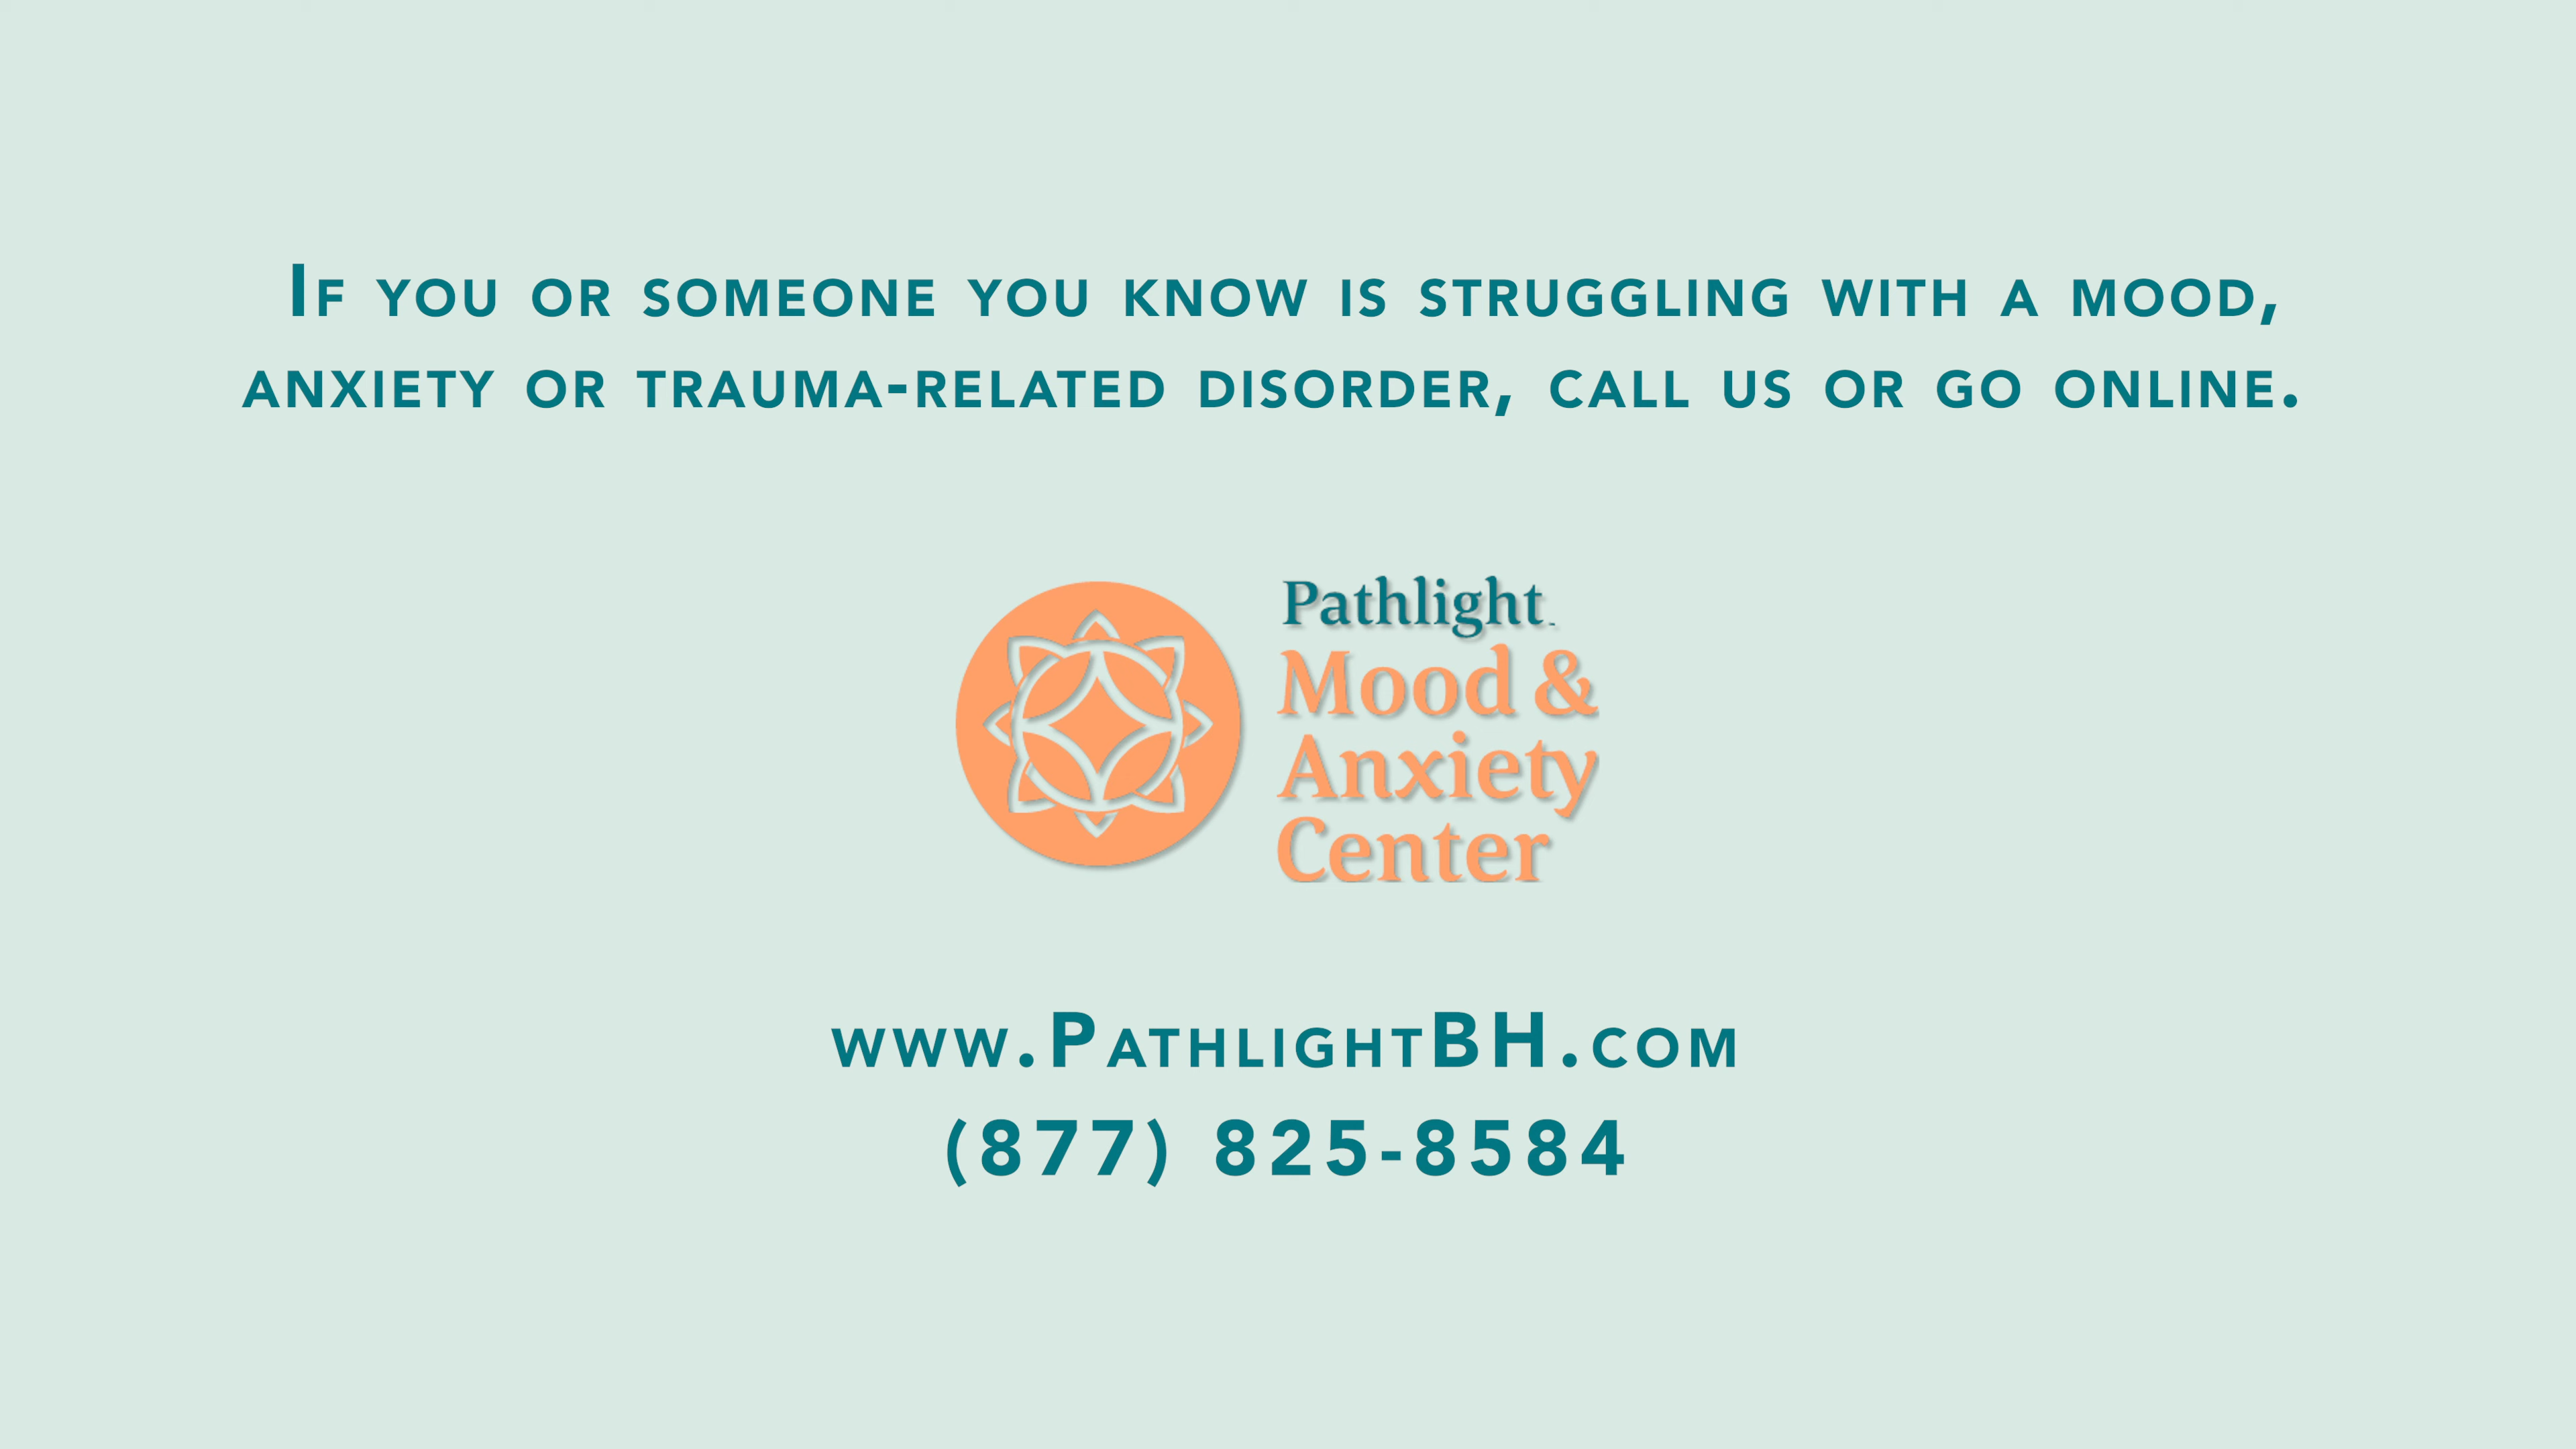 If you or someone you know is struggling with a mood,
anxiety or trauma-related disorder, call us or go online.
Pathlight
Mood &
Anxiety
Center
www.PathlightBH.com
(877) 825-8584